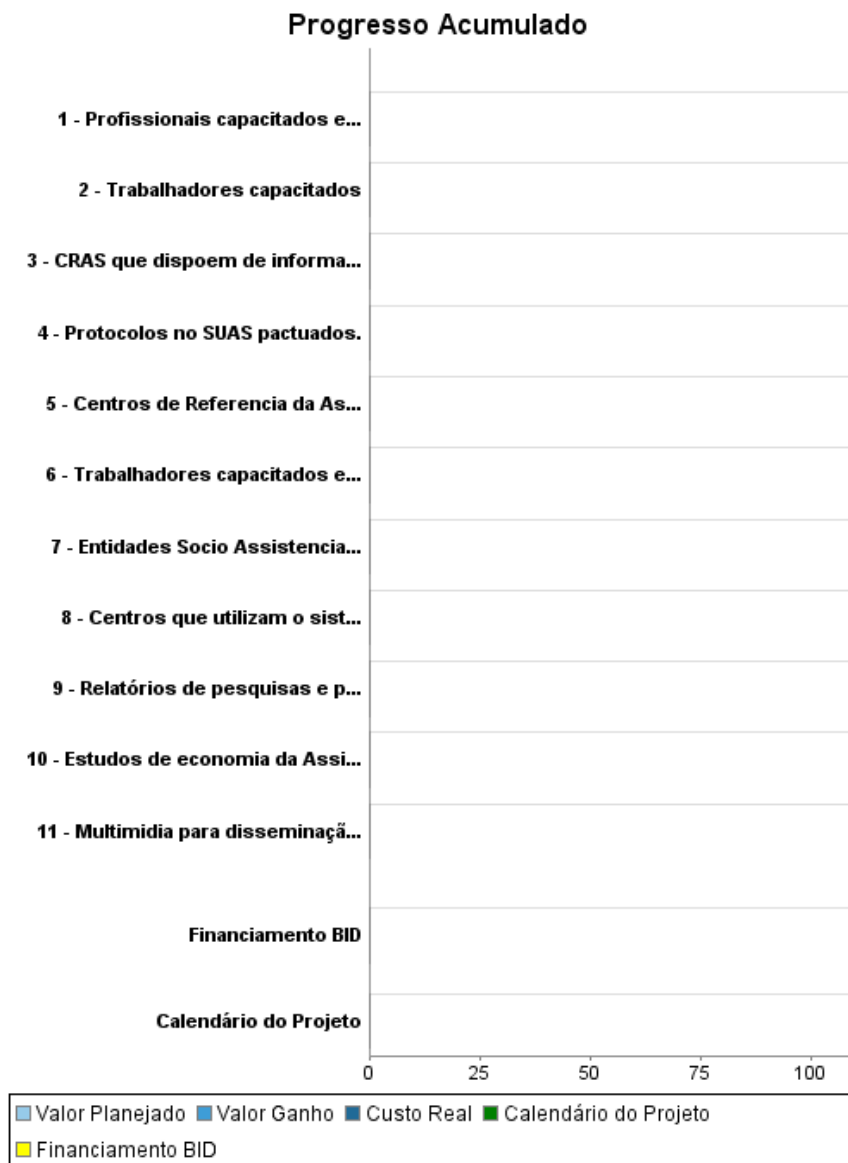 Progresso Acumulado
1 - Profissionais capacitados e...
2 - Trabalhadores capacitados
3 - CRAS que dispoem de informa...
4 - Protocolos no SUAS pactuados.
5 - Centros de Referencia da As...
6 - Trabalhadores capacitados e...
7 - Entidades Socio Assistencia...
8 - Centros que utilizam o sist...
9 - Relatórios de pesquisas e p...
10 - Estudos de economia da Assi...
11 - Multimidia para disseminaçã...
Financiamento BID
Calendário do Projeto
0 25 50 75 100
Valor Planejado Valor Ganho Custo Real Calendário do Projeto
Financiamento BID